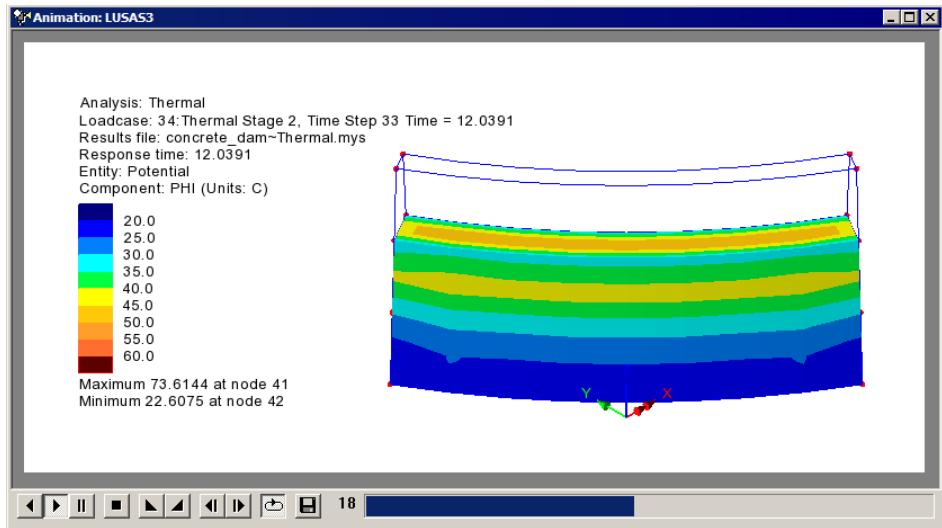 Animation: LUSAS3
Analysis: Thermal
Loadcase: 34:Thermal Stage 2, Time Step 33 Time = 12.0391
Results file: concrete_dam~Thermal.mys
Response time: 12.0391
Entity: Potential
Component: PHI (Units: C)
20.0
25.0
30.0
35.0
40.0
45.0
50.0
55.0
60.0
Maximum 73.6144 at node 41
Minimum 22.6075 at node 42
Y
X
18